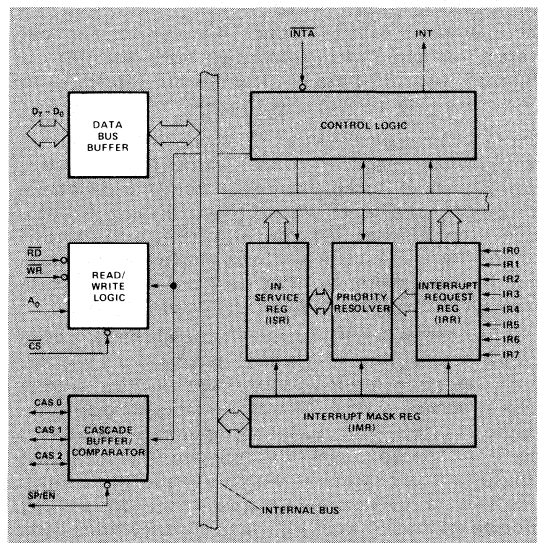 INTA
INT
D7 – D0
DATA
BUS
BUFFER
CONTROL LOGIC
RD
WR
A0
CS
READ/
WRITE
LOGIC
IN
SERVICE
REG
(ISR)
PRIORITY
RESOLVER
INTERRUPT
REQUEST
REG
(IRR)
IR0
IR1
IR2
IR3
IR4
IR5
IR6
IR7
CAS 0
CAS 1
CAS 2
CASCADE
BUFFER/
COMPARATOR
INTERRUPT MASK REG
(IMR)
SP/EN
INTERNAL BUS